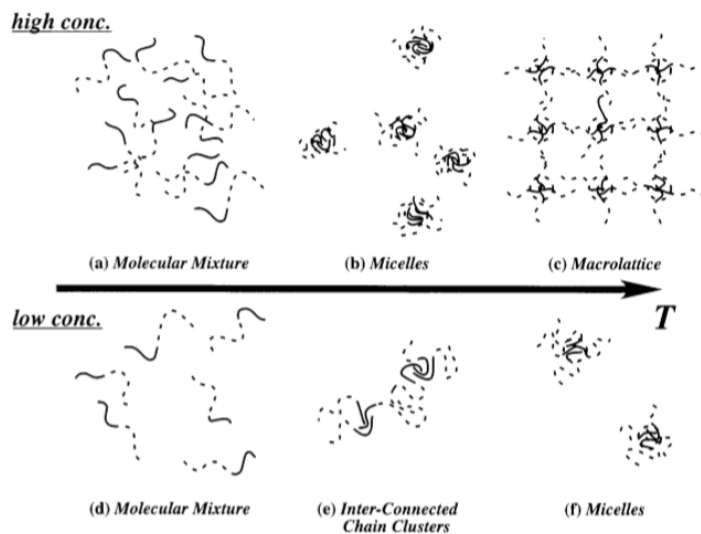 high conc.
(a) Molecular Mixture
(b) Micelles
(c) Macrolattice
low conc.
T
(d) Molecular Mixture
(e) Inter-Connected
Chain Clusters
(f) Micelles